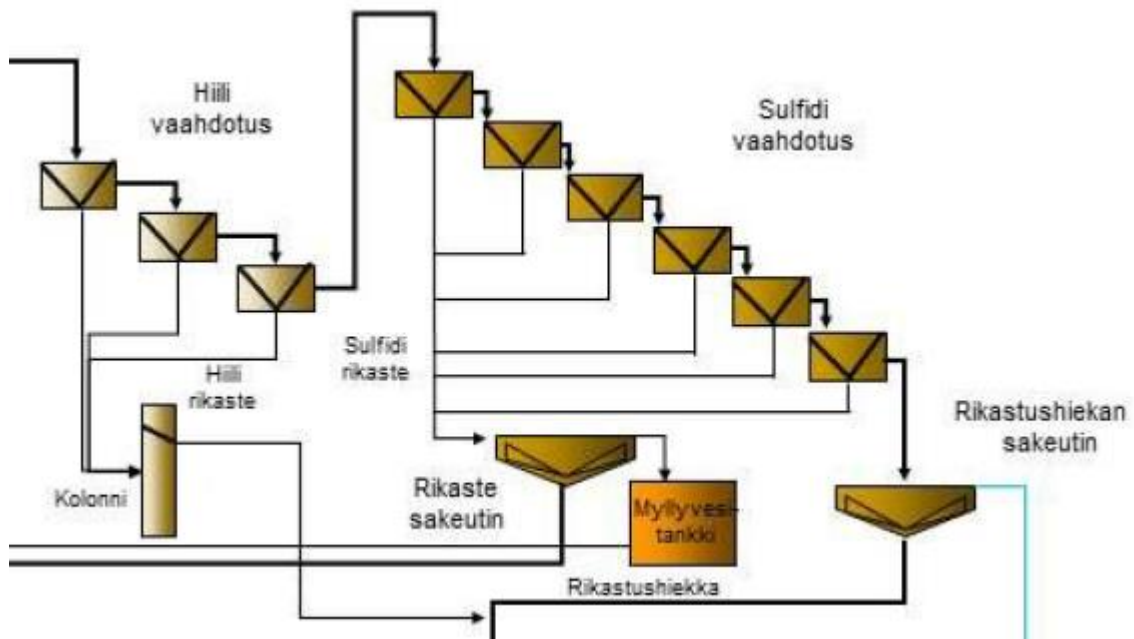 Hiili
vaahdotus
Sulfidi
vaahdotus
Sulfidi
rikaste
Hiili
rikaste
Rikastushiekan
sakeutin
Kolonni
Rikaste
sakeutin
Myllyvesi-
tankki
Rikastushiekka